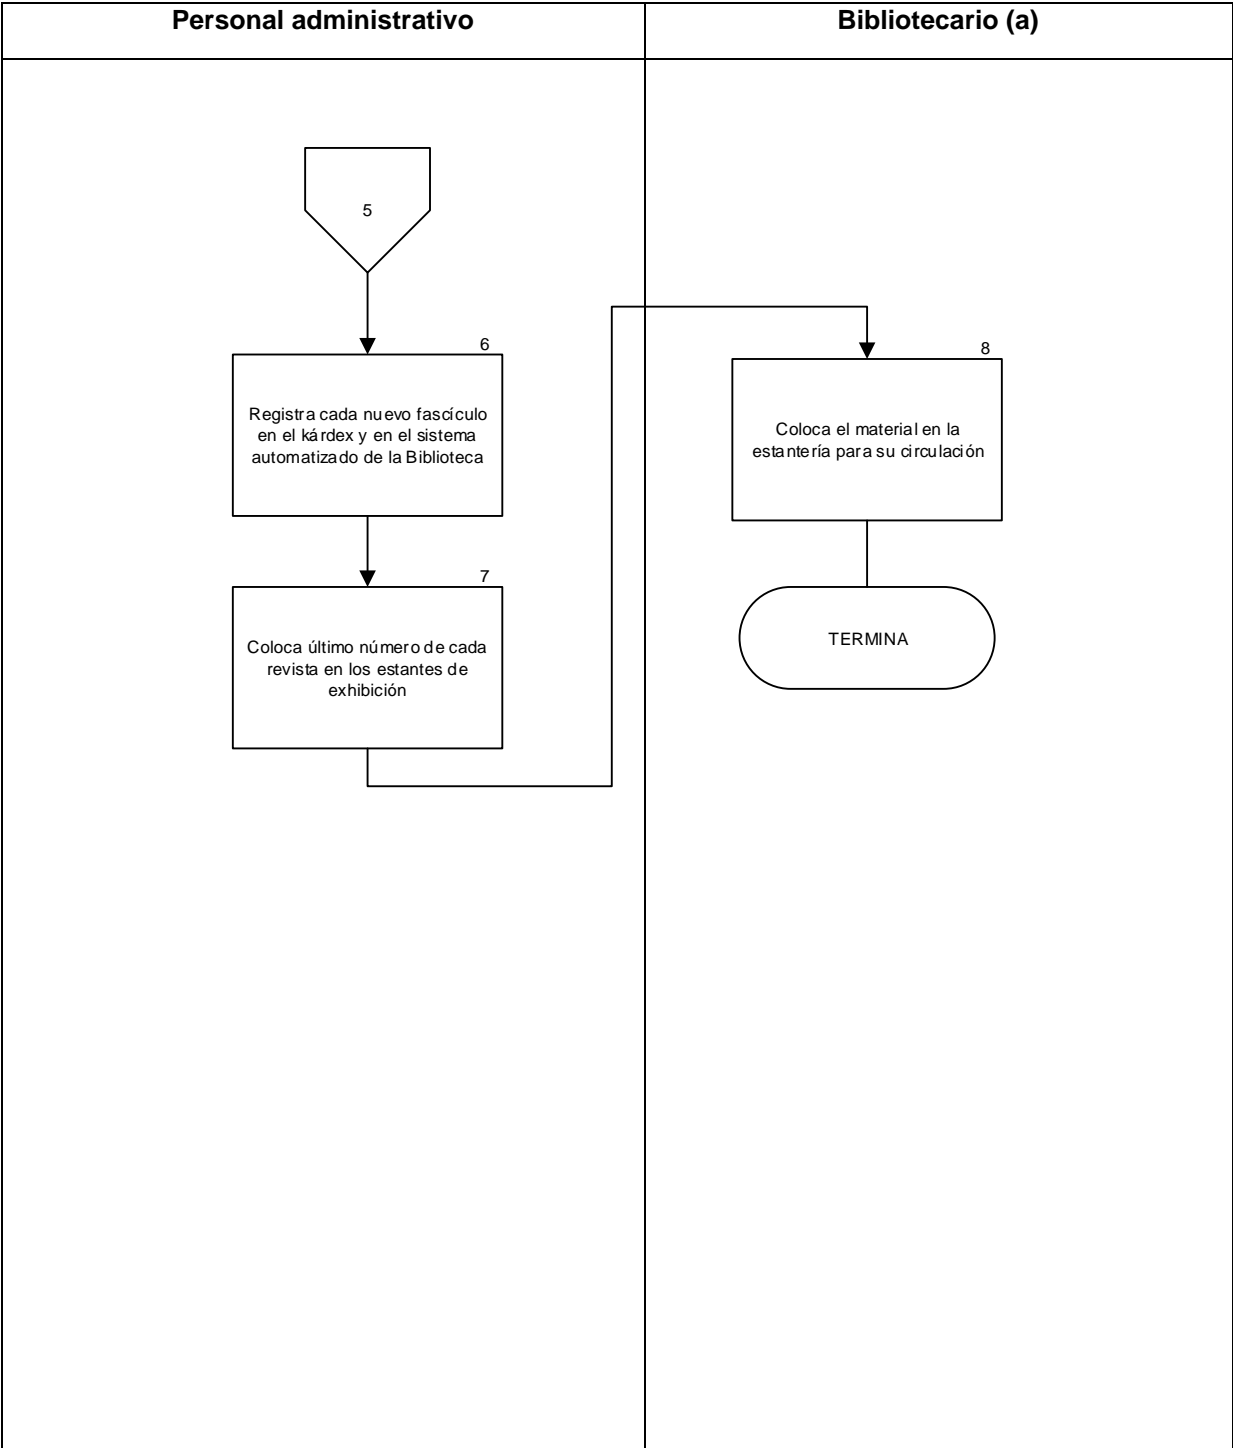 Personal administrativo
Bibliotecario (a)
5
6
Registra cada nuevo fascículo
en el kárdex y en el sistema
automatizado de la Biblioteca
7
Coloca último número de cada
revista en los estantes de
exhibición
8
Coloca el material en la
estantería para su circulación
TERMINA